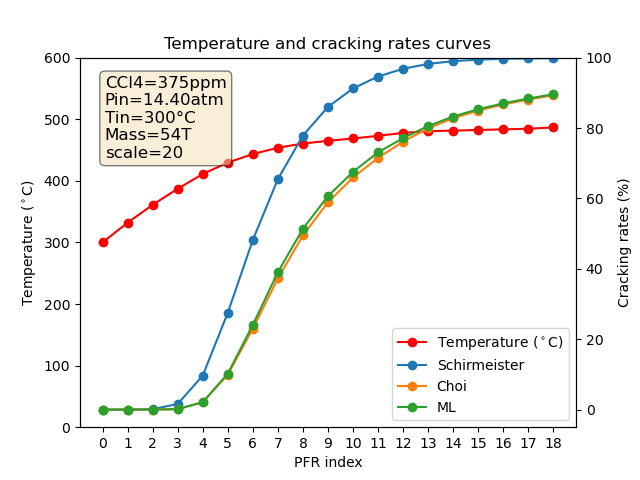 Temperature and cracking rates curves
CCl4=375ppm
Pin=14.40atm
Tin=300°C
Mass=54T
scale=20
Temperature (°C)
600
500
400
300
200
100
0
Cracking rates (%)
100
80
60
40
20
0
Temperature (°C)
Schirmeister
Choi
ML
0 1 2 3 4 5 6 7 8 9 10 11 12 13 14 15 16 17 18
PFR index